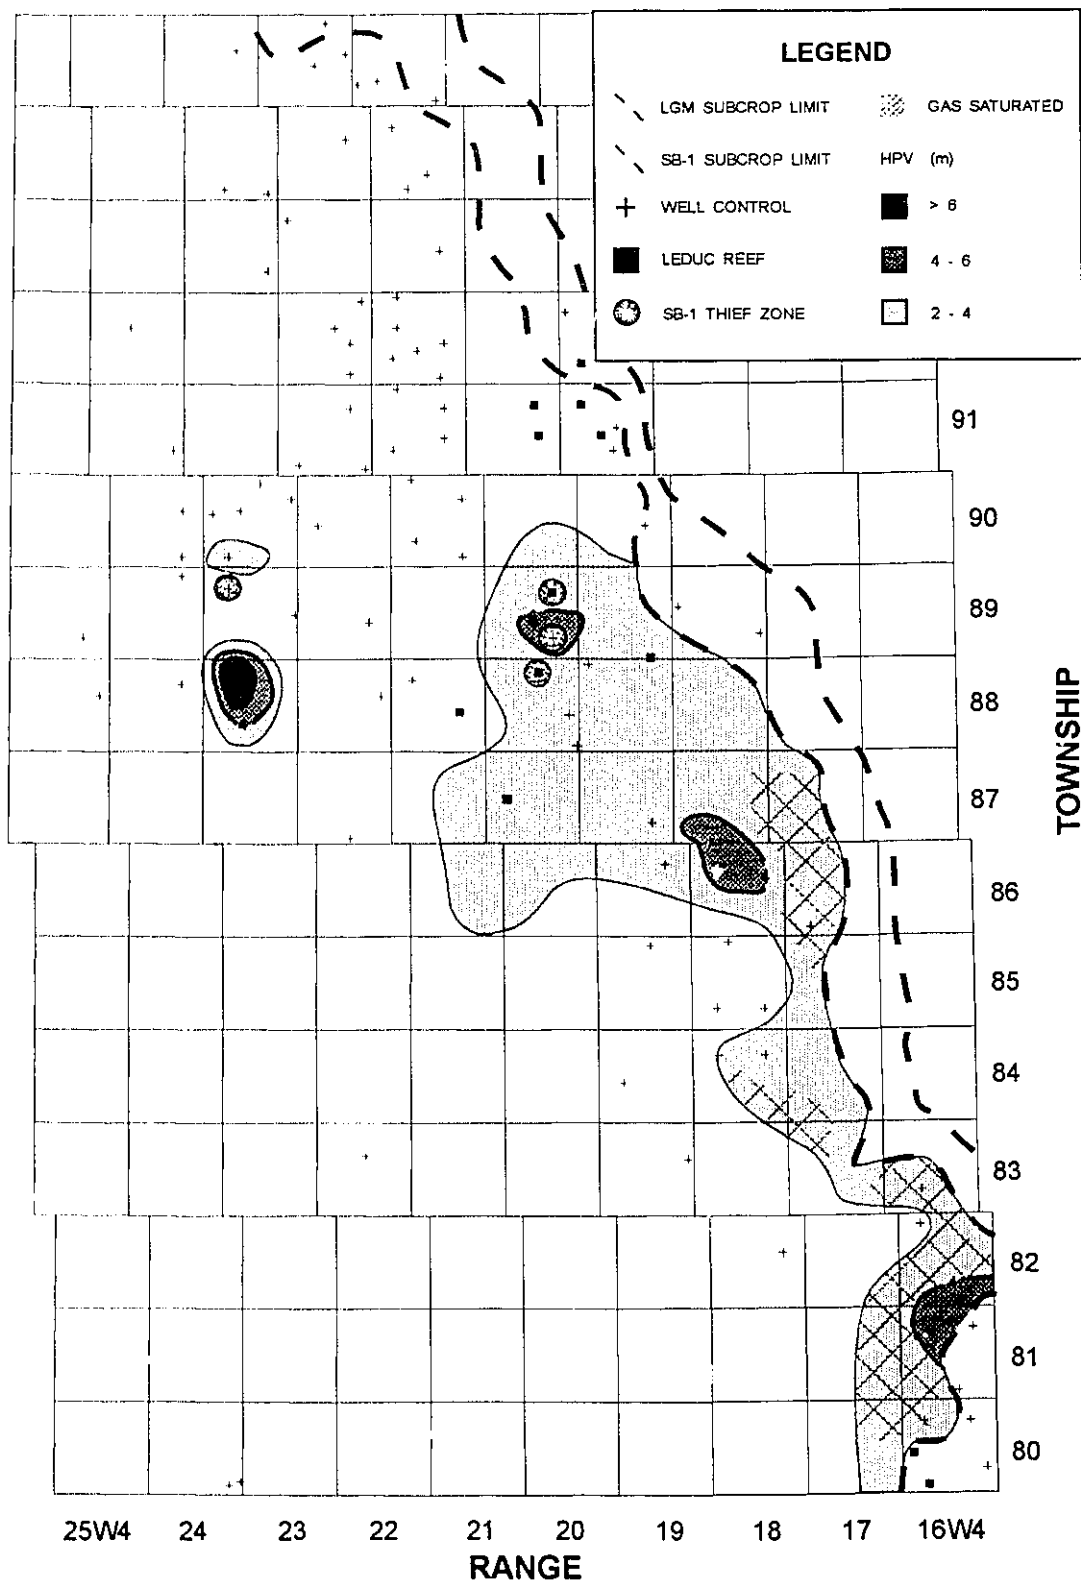 LEGEND
LGM SUBCROP LIMIT
GAS SATURATED
SB-1 SUBCROP LIMIT
HPV (m)
WELL CONTROL
> 6
LEDUC REEF
4 - 6
SB-1 THIEF ZONE
2 - 4
91
90
89
88
87
86
85
84
83
82
81
80
TOWNSHIP
25W4 24 23 22 21 20 19 18 17 16W4
RANGE